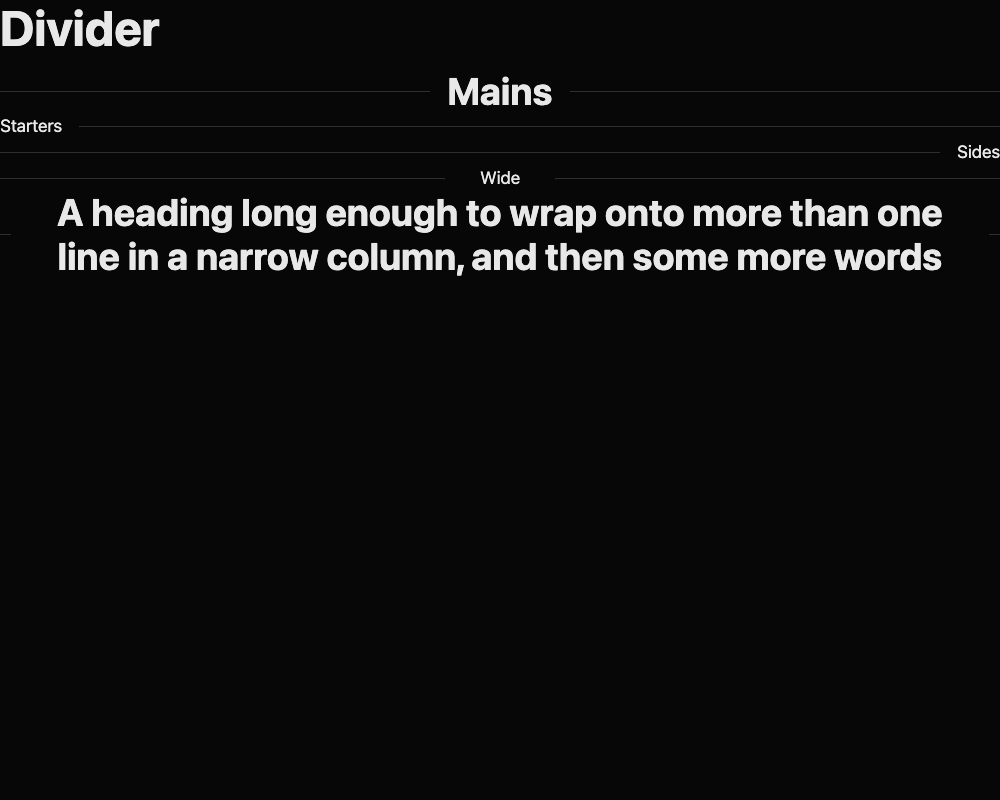 Divider
Mains
Starters
Sides
Wide
A heading long enough to wrap onto more than one
line in a narrow column, and then some more words